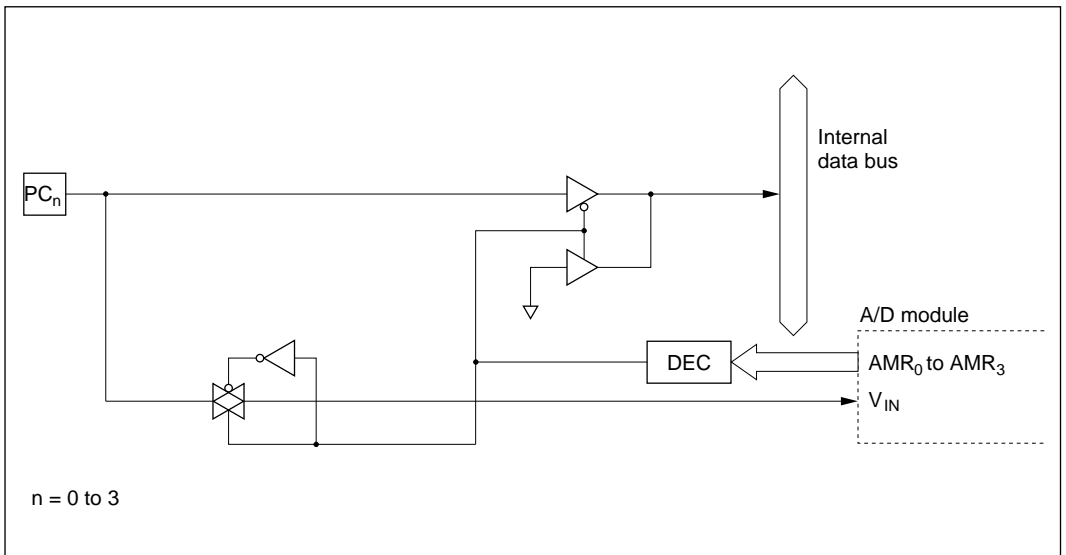 Internal
data bus
PCn
A/D module
DEC
AMR0 to AMR3
VIN
n = 0 to 3